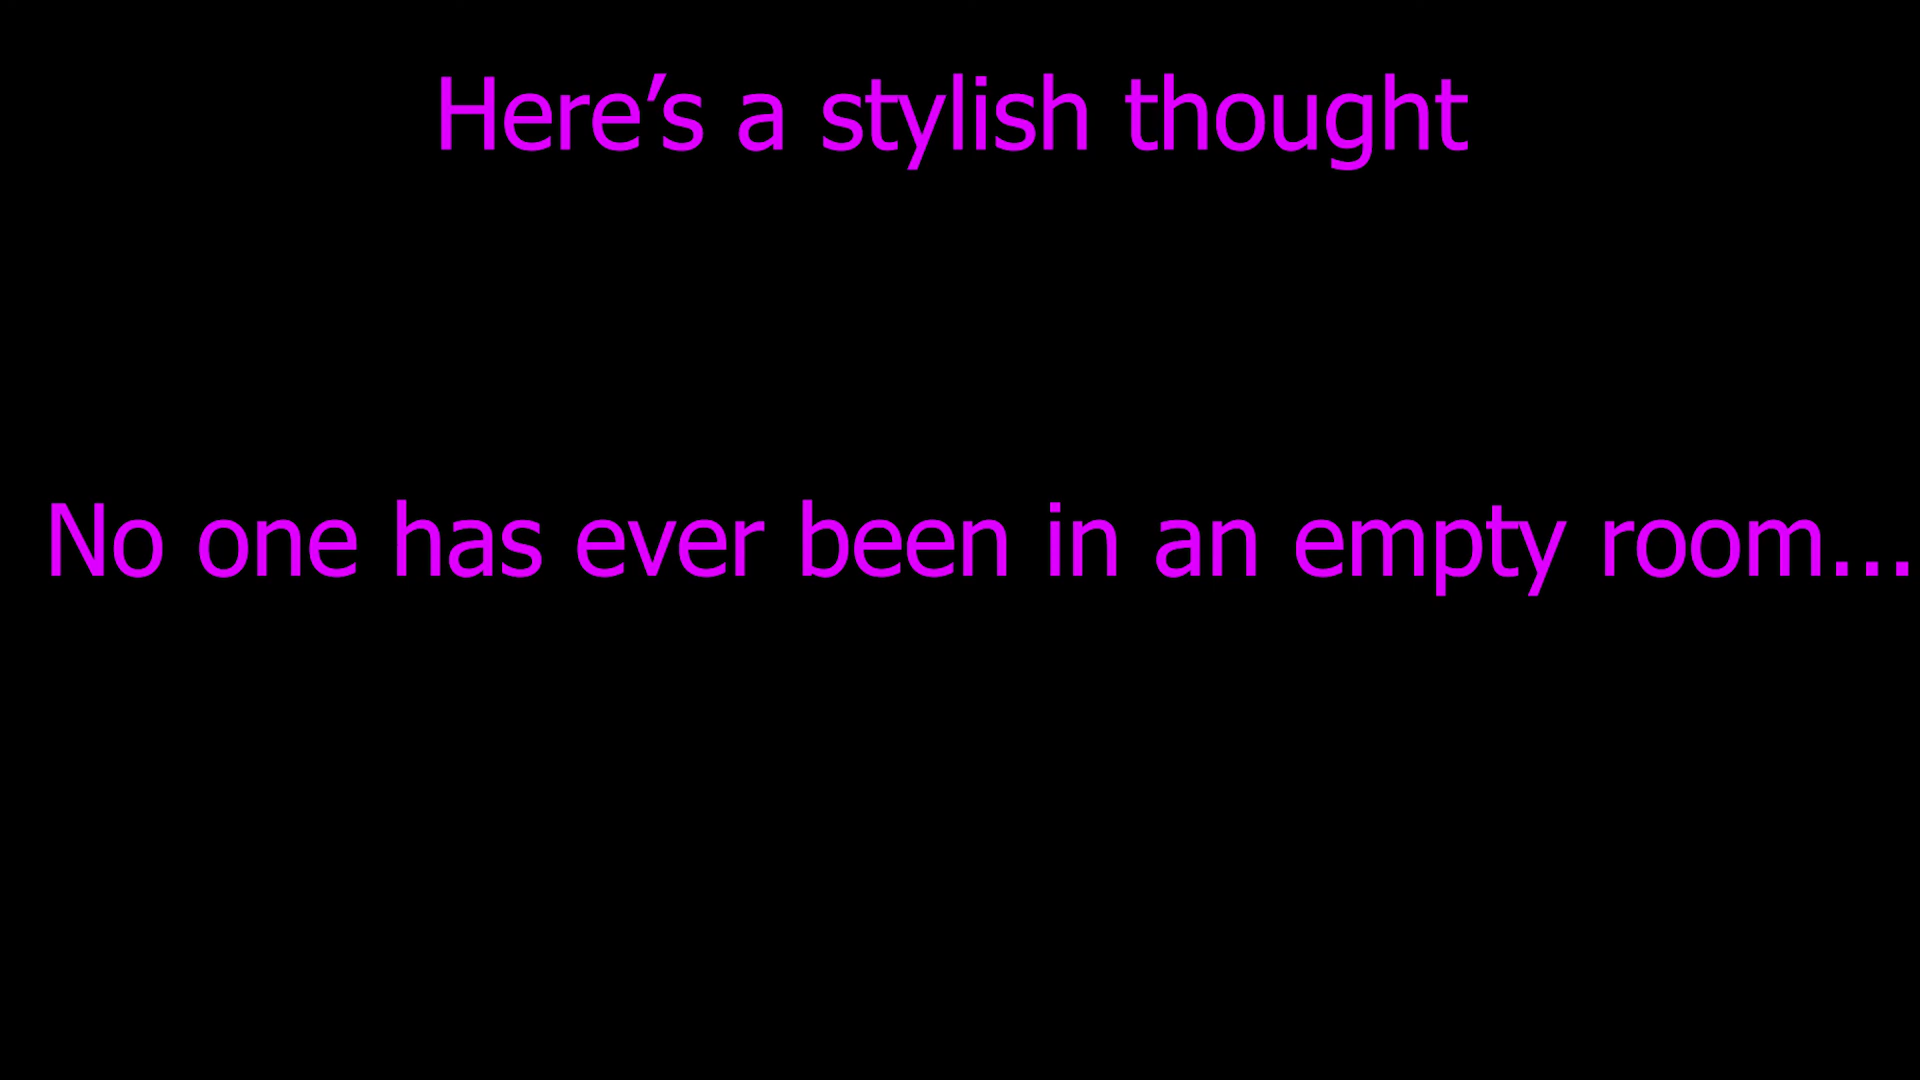 Here’s a stylish thought
No one has ever been in an empty room...